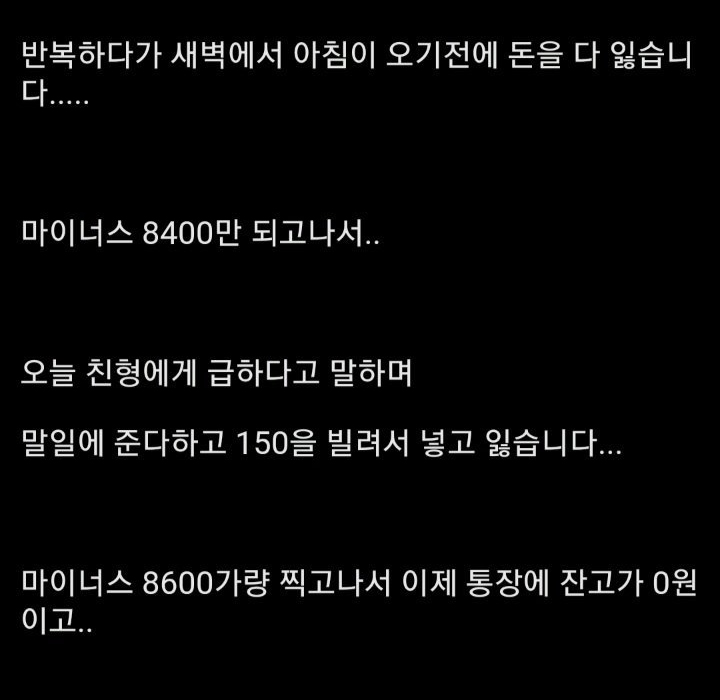 반복하다가 새벽에서 아침이 오기전에 돈을 다 잃습니
다.....
마이너스 8400만 되고나서..
오늘 친형에게 급하다고 말하며
말일에 준다하고 150을 빌려서 넣고 잃습니다...
마이너스 8600가량 찍고나서 이제 통장에 잔고가 0원
이고..